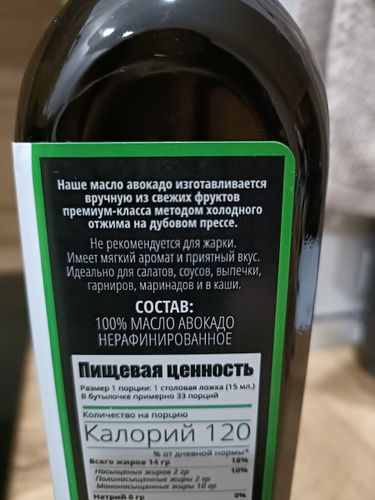 Наше масло авокадо изготавливается
вручную из свежих фруктов
премиум-класса методом холодного
отжима на дубовом прессе.
Не рекомендуется для жарки.
Имеет мягкий аромат и приятный вкус.
Идеально для салатов, соусов, выпечки,
гарниров, маринадов и в каши.
СОСТАВ:
100% МАСЛО АВОКАДО
НЕРАФИНИРОВАННОЕ
Пищевая ценность
Размер 1 порции: 1 столовая ложка (15 мл.)
В бутылочке примерно 33 порций
Количество на порцию
Калорий 120
% от дневной нормы*
Всего жиров 14 гр 18%
Насыщеных жиров 2 гр 10%
Полинасыщенные жиры 2 гр
Мононасыщенные жиры 10 гр
Натрий 0 гр 0%